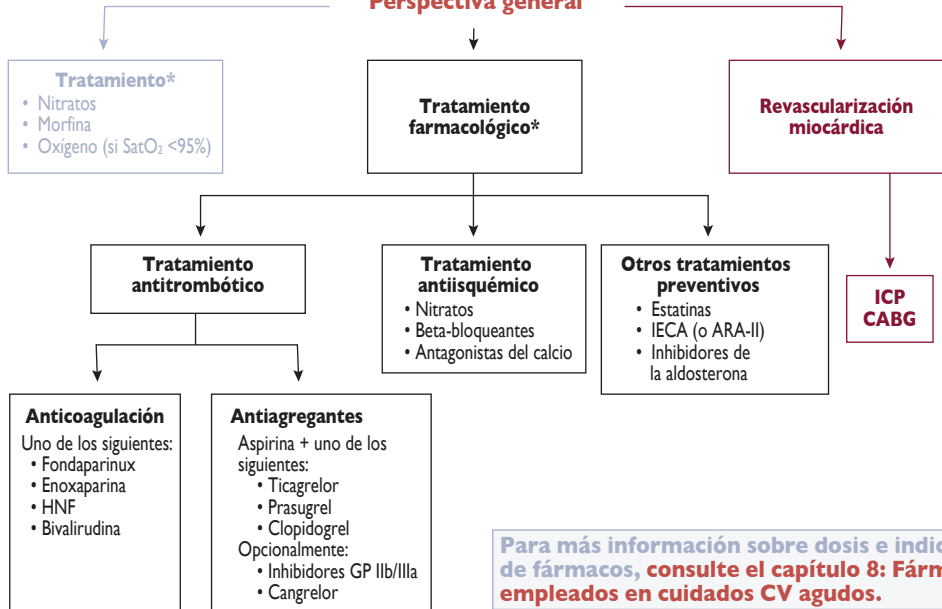 Perspectiva general
Tratamiento*
• Nitratos
• Morfina
• Oxígeno (si SatO₂ <95%)
Tratamiento
farmacológico*
Revascularización
miocárdica
Tratamiento
antitrombótico
Tratamiento
antiisquémico
• Nitratos
• Beta-bloqueantes
• Antagonistas del calcio
Otros tratamientos
preventivos
• Estatinas
• IECA (o ARA-II)
• Inhibidores de
la aldosterona
ICP
CABG
Anticoagulación
Uno de los siguientes:
• Fondaparinux
• Enoxaparina
• HNF
• Bivalirudina
Antiagregantes
Aspirina + uno de los
siguientes:
• Ticagrelor
• Prasugrel
• Clopidogrel
Opcionalmente:
• Inhibidores GP IIb/IIIa
• Cangrelor
Para más información sobre dosis e indic
de fármacos, consulte el capítulo 8: Fárm
empleados en cuidados CV agudos.